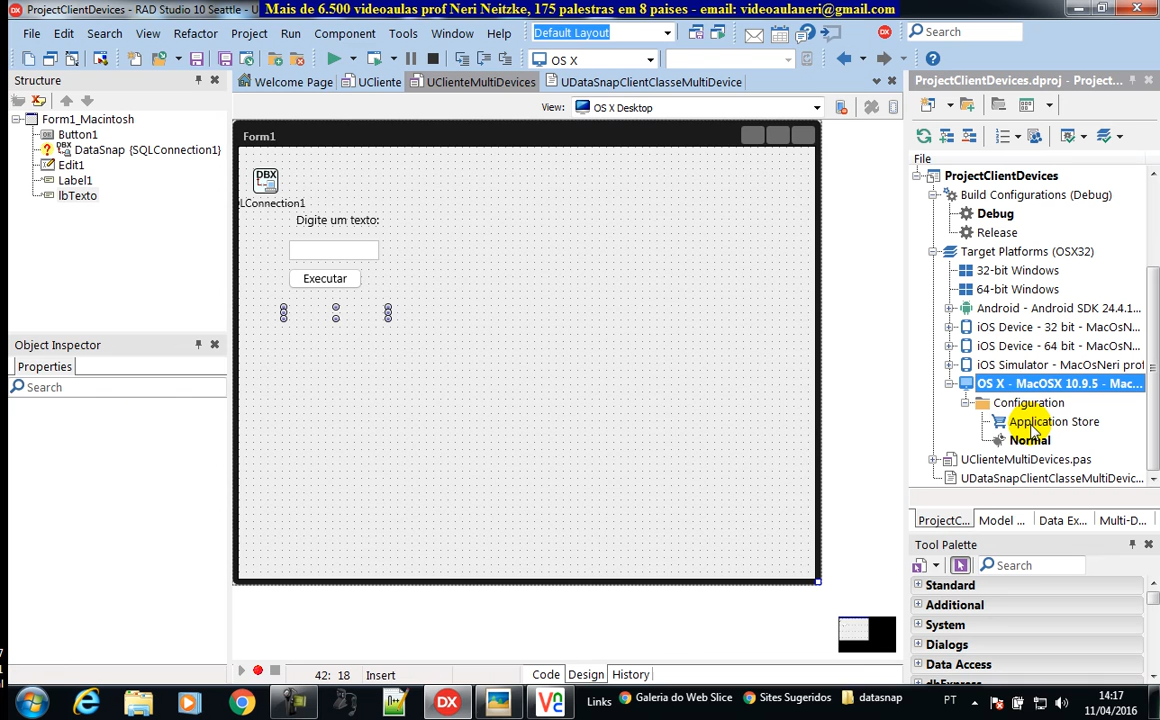 ProjectClientDevices - RAD Studio 10 Seattle - U
Mais de 6.500 videoaulas prof Neri Neitzke, 175 palestras em 8 paises - email: videoaulaneri@gmail.com
File Edit Search View Refactor Project Run Component Tools Window Help
Default Layout
Search
OS X
Structure
Welcome Page UCliente UClienteMultiDevices UDataSnapClientClasseMultiDevice
View: OS X Desktop
Form1_Macintosh
Button1
DataSnap {SQLConnection1}
Edit1
Label1
lbTexto
Form1
DBX
LConnection1
Digite um texto:
Executar
Object Inspector
Properties
Search
42: 18 Insert
Code Design History
ProjectClientDevices.dproj - Project...
File
ProjectClientDevices
Build Configurations (Debug)
Debug
Release
Target Platforms (OSX32)
32-bit Windows
64-bit Windows
Android - Android SDK 24.4.1...
iOS Device - 32 bit - MacOsN...
iOS Device - 64 bit - MacOsN...
iOS Simulator - MacOsNeri prof
OS X - MacOSX 10.9.5 - Mac...
Configuration
Application Store
Normal
UClienteMultiDevices.pas
UDataSnapClientClasseMultiDevic...
ProjectC... Model ... Data Ex... Multi-D...
Tool Palette
Search
Standard
Additional
System
Dialogs
Data Access
dbExpress
Links Galeria do Web Slice Sites Sugeridos datasnap
PT
14:17
11/04/2016